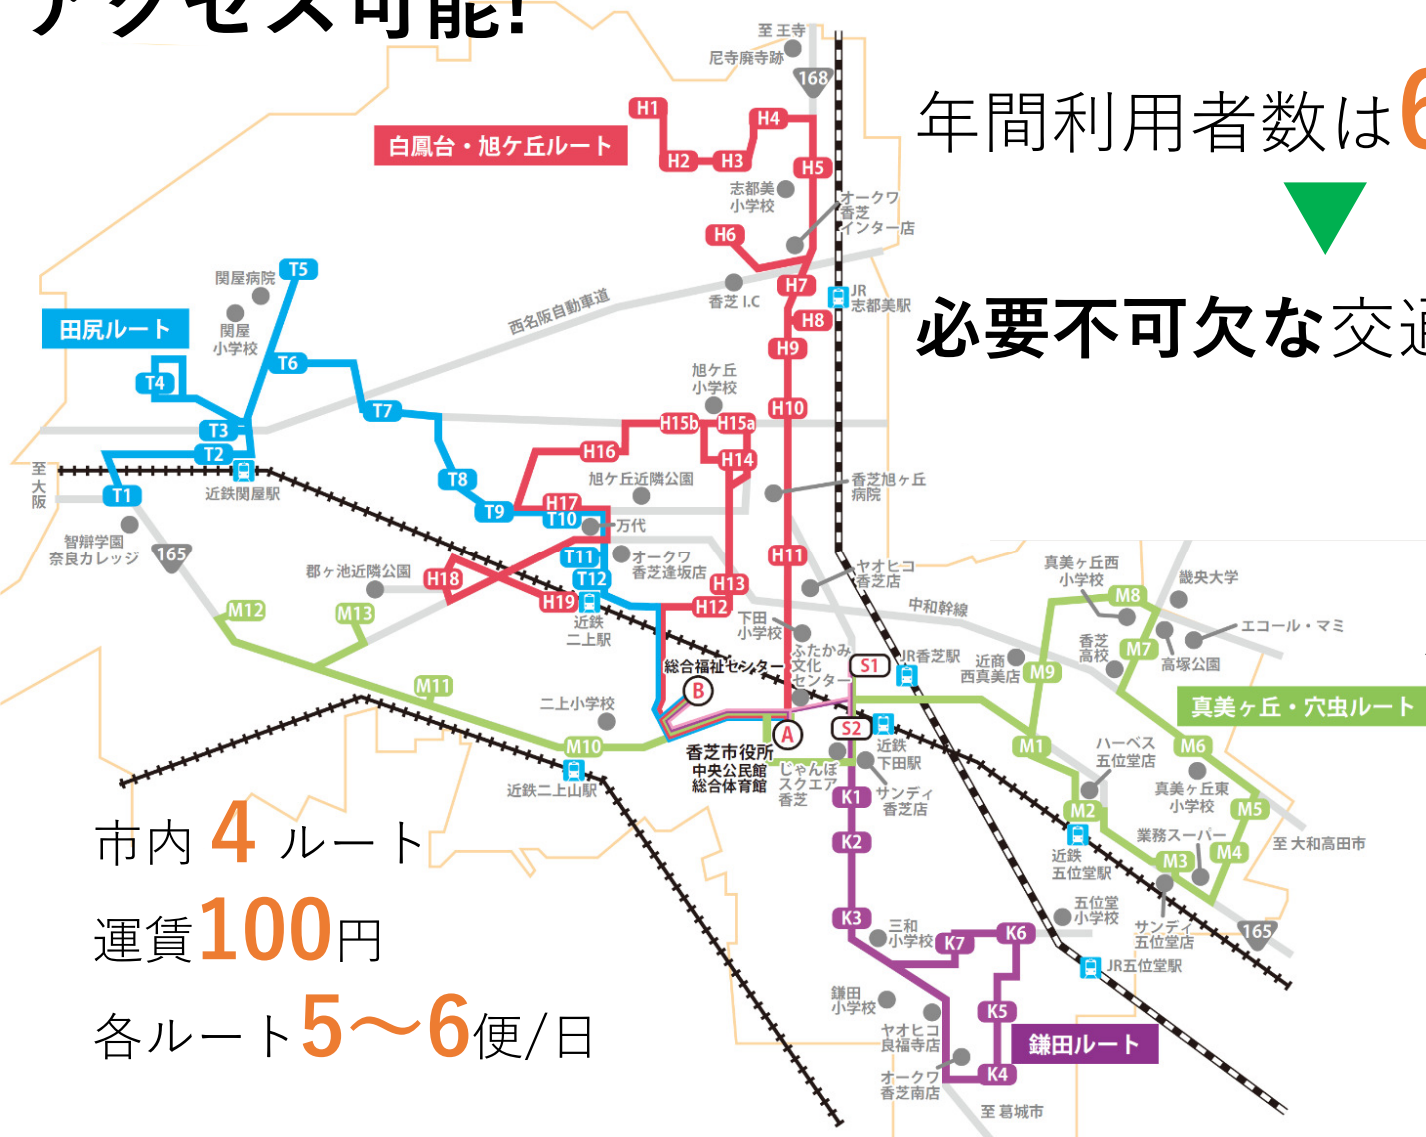 アクセス可能!
年間利用者数は6
必要不可欠な交通
市内 4 ルート
運賃100円
各ルート5〜6便/日
至 王寺
尼寺廃寺跡
168
白鳳台・旭ケ丘ルート
H1
H2
H3
H4
H5
志都美
小学校
オークワ
香芝
インター店
H6
香芝 I.C
H7
JR
志都美駅
H8
H9
西名阪自動車道
関屋病院
T5
関屋
小学校
田尻ルート
T6
T4
T7
T3
T2
至
大
阪
近鉄関屋駅
T1
智辯学園
奈良カレッジ
165
T8
T9
旭ケ丘
小学校
H10
H15b
H15a
H16
H14
旭ケ丘近隣公園
香芝旭ヶ丘
病院
H17
T10
万代
T11
オークワ
香芝逢坂店
T12
郡ヶ池近隣公園
H18
H19
近鉄
二上駅
H11
H13
H12
ヤオヒコ
香芝店
中和幹線
下田
小学校
ふたかみ
文化
センター
総合福祉センター
S1
JR香芝駅
B
A
S2
近鉄
下田駅
香芝市役所
中央公民館
総合体育館
じゃんぼ
スクエア
香芝
サンディ
香芝店
M12
M13
M11
二上小学校
M10
近鉄二上山駅
真美ヶ丘西
小学校
M8
畿央大学
エコール・マミ
香芝
高校
M7
高塚公園
近商
西真美店
M9
真美ヶ丘・穴虫ルート
M1
ハーベス
五位堂店
M6
真美ヶ丘東
小学校
M2
M5
業務スーパー
近鉄
五位堂駅
M3
M4
至 大和高田市
サンディ
五位堂店
165
五位堂
小学校
JR五位堂駅
K1
K2
K3
三和
小学校
K7
K6
鎌田
小学校
K5
ヤオヒコ
良福寺店
鎌田ルート
オークワ
香芝南店
K4
至 葛城市